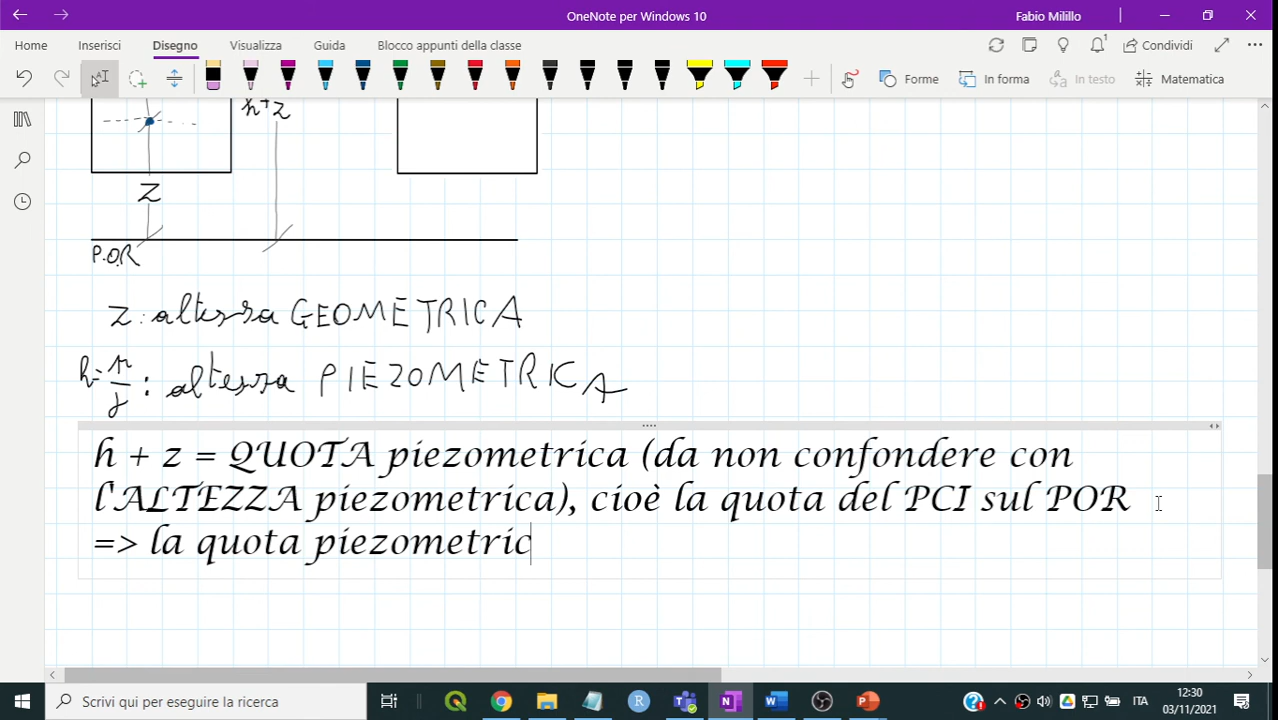 OneNote per Windows 10
Fabio Milillo
Home Inserisci Disegno Visualizza Guida Blocco appunti della classe Condividi
Forme In forma In testo Matematica
h+z
z
P.O.R
z: altezza GEOMETRICA
h = p/γ : altezza PIEZOMETRICA
h + z = QUOTA piezometrica (da non confondere con
l'ALTEZZA piezometrica), cioè la quota del PCI sul POR
=> la quota piezometric
Scrivi qui per eseguire la ricerca
ITA
12:30
03/11/2021